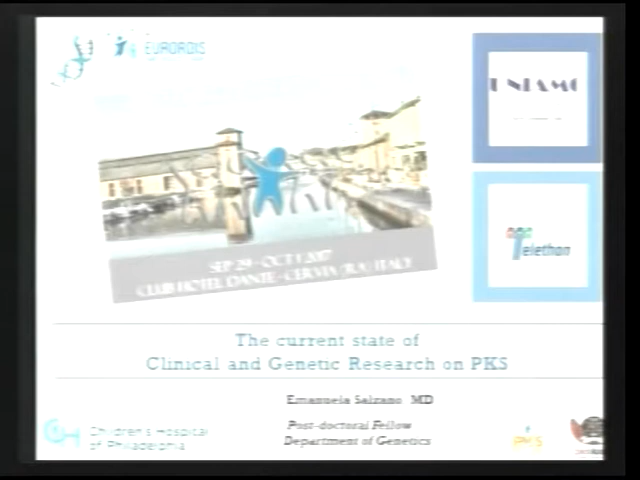 EURORDIS
UNIAMO
Telethon
SEP 29 - OCT 1 2017
CLUB HOTEL DANTE - CERVIA (RA) ITALY
The current state of
Clinical and Genetic Research on PKS
Emanuela Salzano MD
Post-doctoral Fellow
Department of Genetics
Children's Hospital
of Philadelphia
PKS